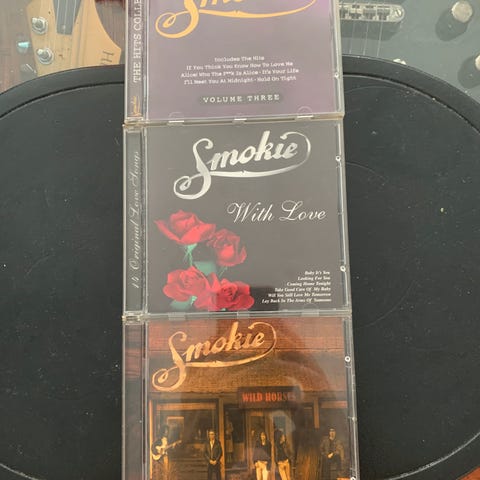 THE HITS COLLE
Smokie
Includes The Hits
If You Think You Know How To Love Me
Alice! Who The F**k Is Alice - It's Your Life
I'll Meet You At Midnight - Hold On Tight
VOLUME THREE
14 Original Love Songs
Smokie
With Love
Baby It's You
Looking For You
Coming Home Tonight
Take Good Care Of My Baby
Will You Still Love Me Tomorrow
Lay Back In The Arms Of Someone
Smokie
WILD HORSES